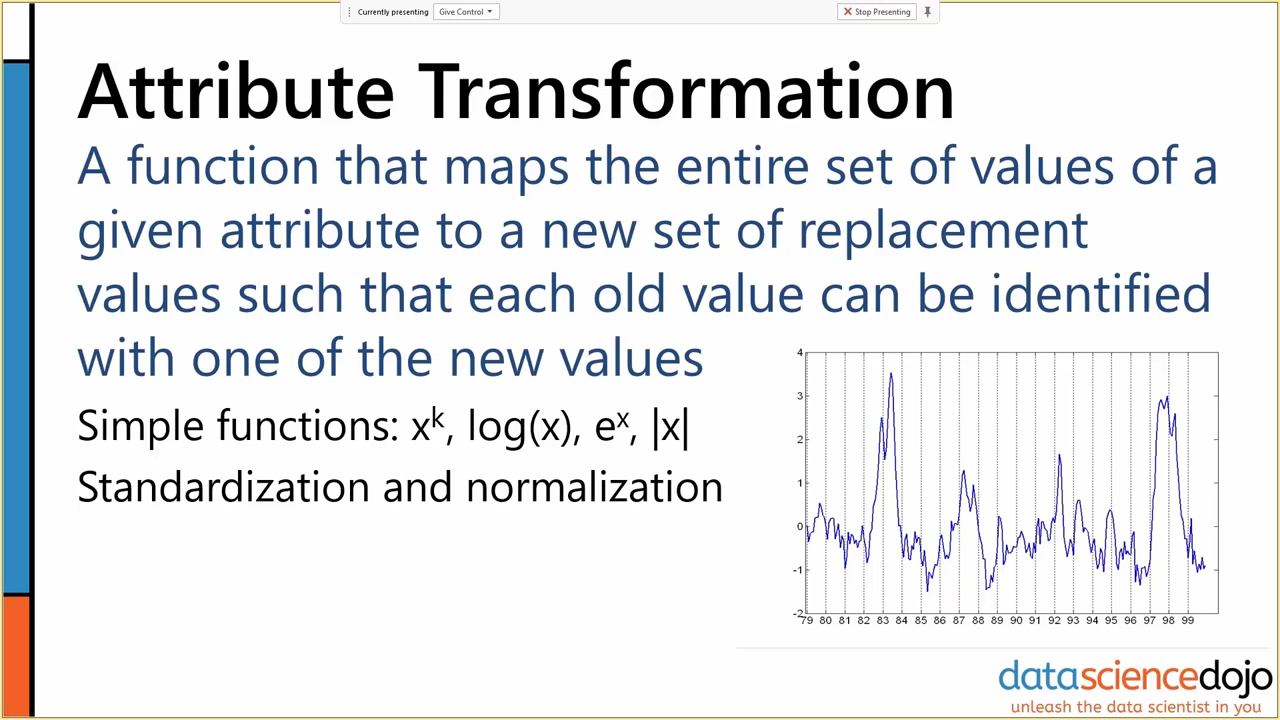 Currently presenting Give Control Stop Presenting
Attribute Transformation
A function that maps the entire set of values of a
given attribute to a new set of replacement
values such that each old value can be identified
with one of the new values
Simple functions: xᵏ, log(x), eˣ, |x|
Standardization and normalization
4
3
2
1
0
-1
-2
79 80 81 82 83 84 85 86 87 88 89 90 91 92 93 94 95 96 97 98 99
datasciencedojo
unleash the data scientist in you